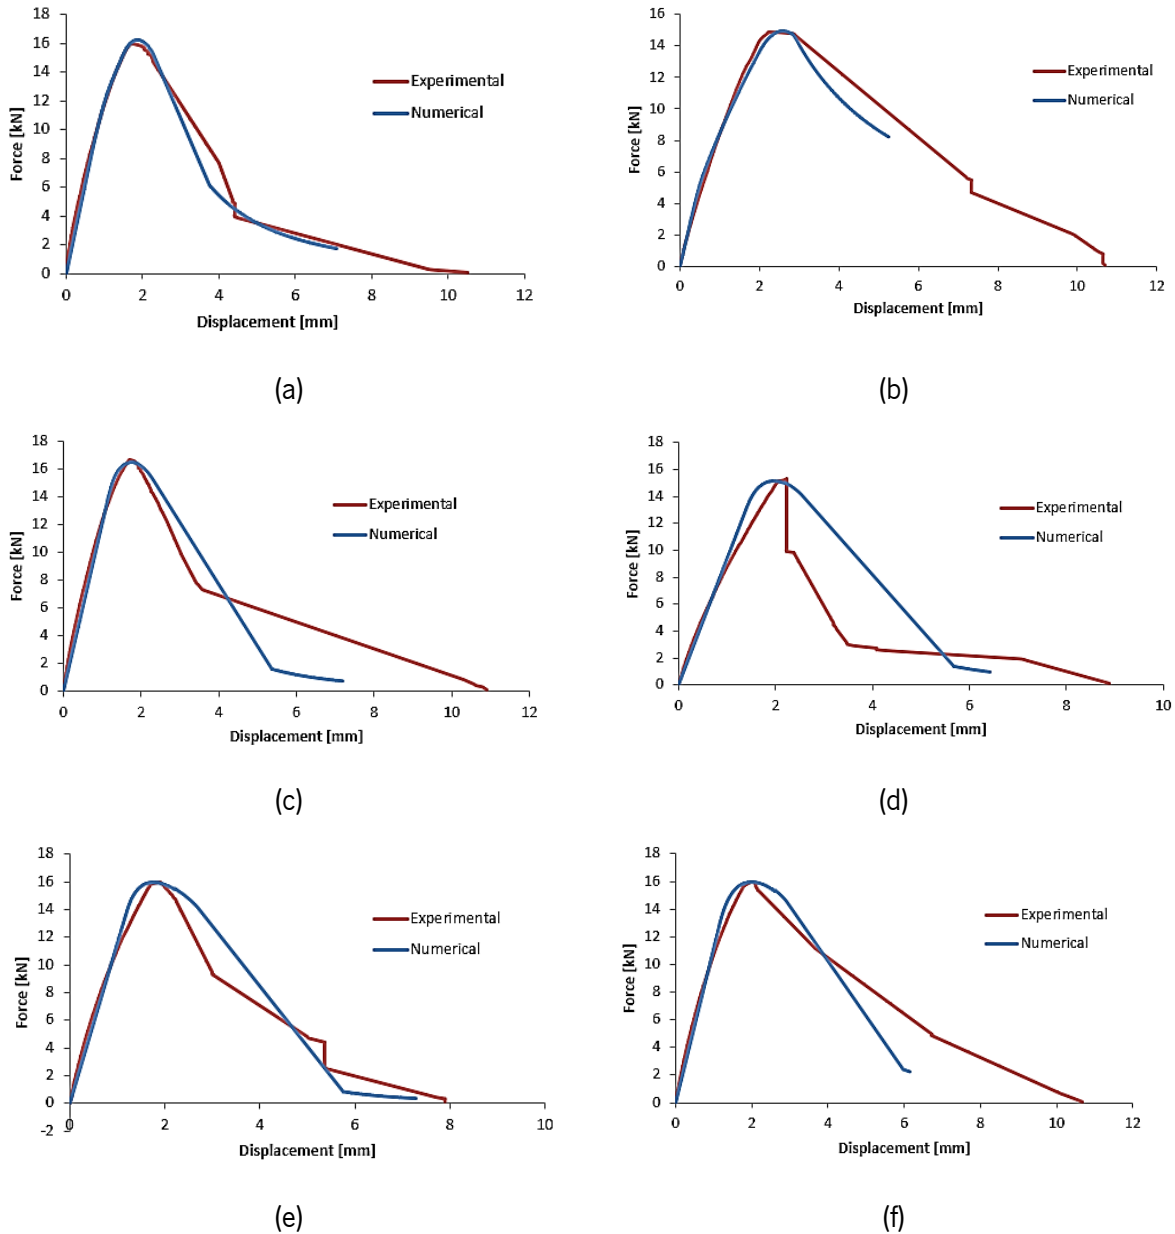 18
16
14
12
10
8
6
4
2
0
0 2 4 6 8 10 12
Force [kN]
Displacement [mm]
Experimental
Numerical
(a)
16
14
12
10
8
6
4
2
0
0 2 4 6 8 10 12
Force [kN]
Displacement [mm]
Experimental
Numerical
(b)
18
16
14
12
10
8
6
4
2
0
0 2 4 6 8 10 12
Force [kN]
Displacement [mm]
Experimental
Numerical
(c)
18
16
14
12
10
8
6
4
2
0
0 2 4 6 8 10
Force [kN]
Displacement [mm]
Experimental
Numerical
(d)
18
16
14
12
10
8
6
4
2
0
-2
0 2 4 6 8 10
Force [kN]
Displacement [mm]
Experimental
Numerical
(e)
18
16
14
12
10
8
6
4
2
0
0 2 4 6 8 10 12
Force [kN]
Displacement [mm]
Experimental
Numerical
(f)